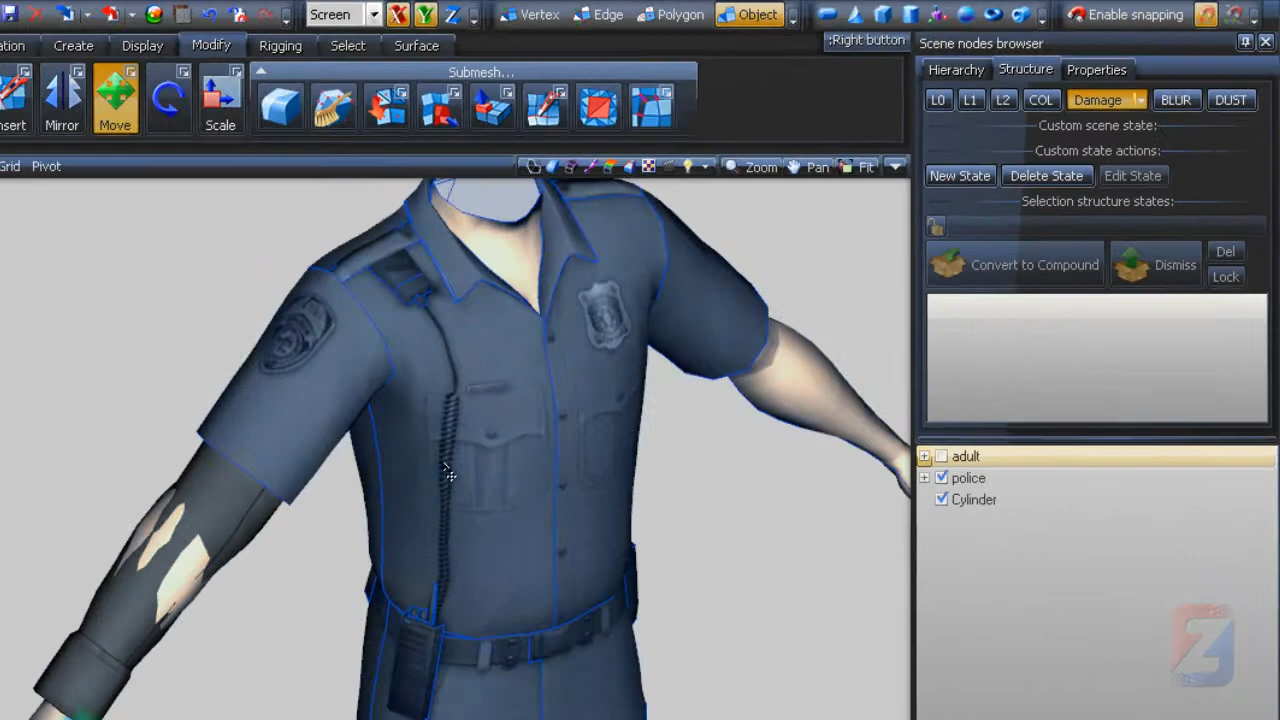 Screen X Y Z Vertex Edge Polygon Object Enable snapping
ation Create Display Modify Rigging Select Surface :Right button Scene nodes browser
Submesh...
Hierarchy Structure Properties
nsert Mirror Move Scale
L0 L1 L2 COL Damage BLUR DUST
Custom scene state:
Custom state actions:
Grid Pivot Zoom Pan Fit
New State Delete State Edit State
Selection structure states:
Convert to Compound Dismiss Del
Lock
adult
police
Cylinder
Z